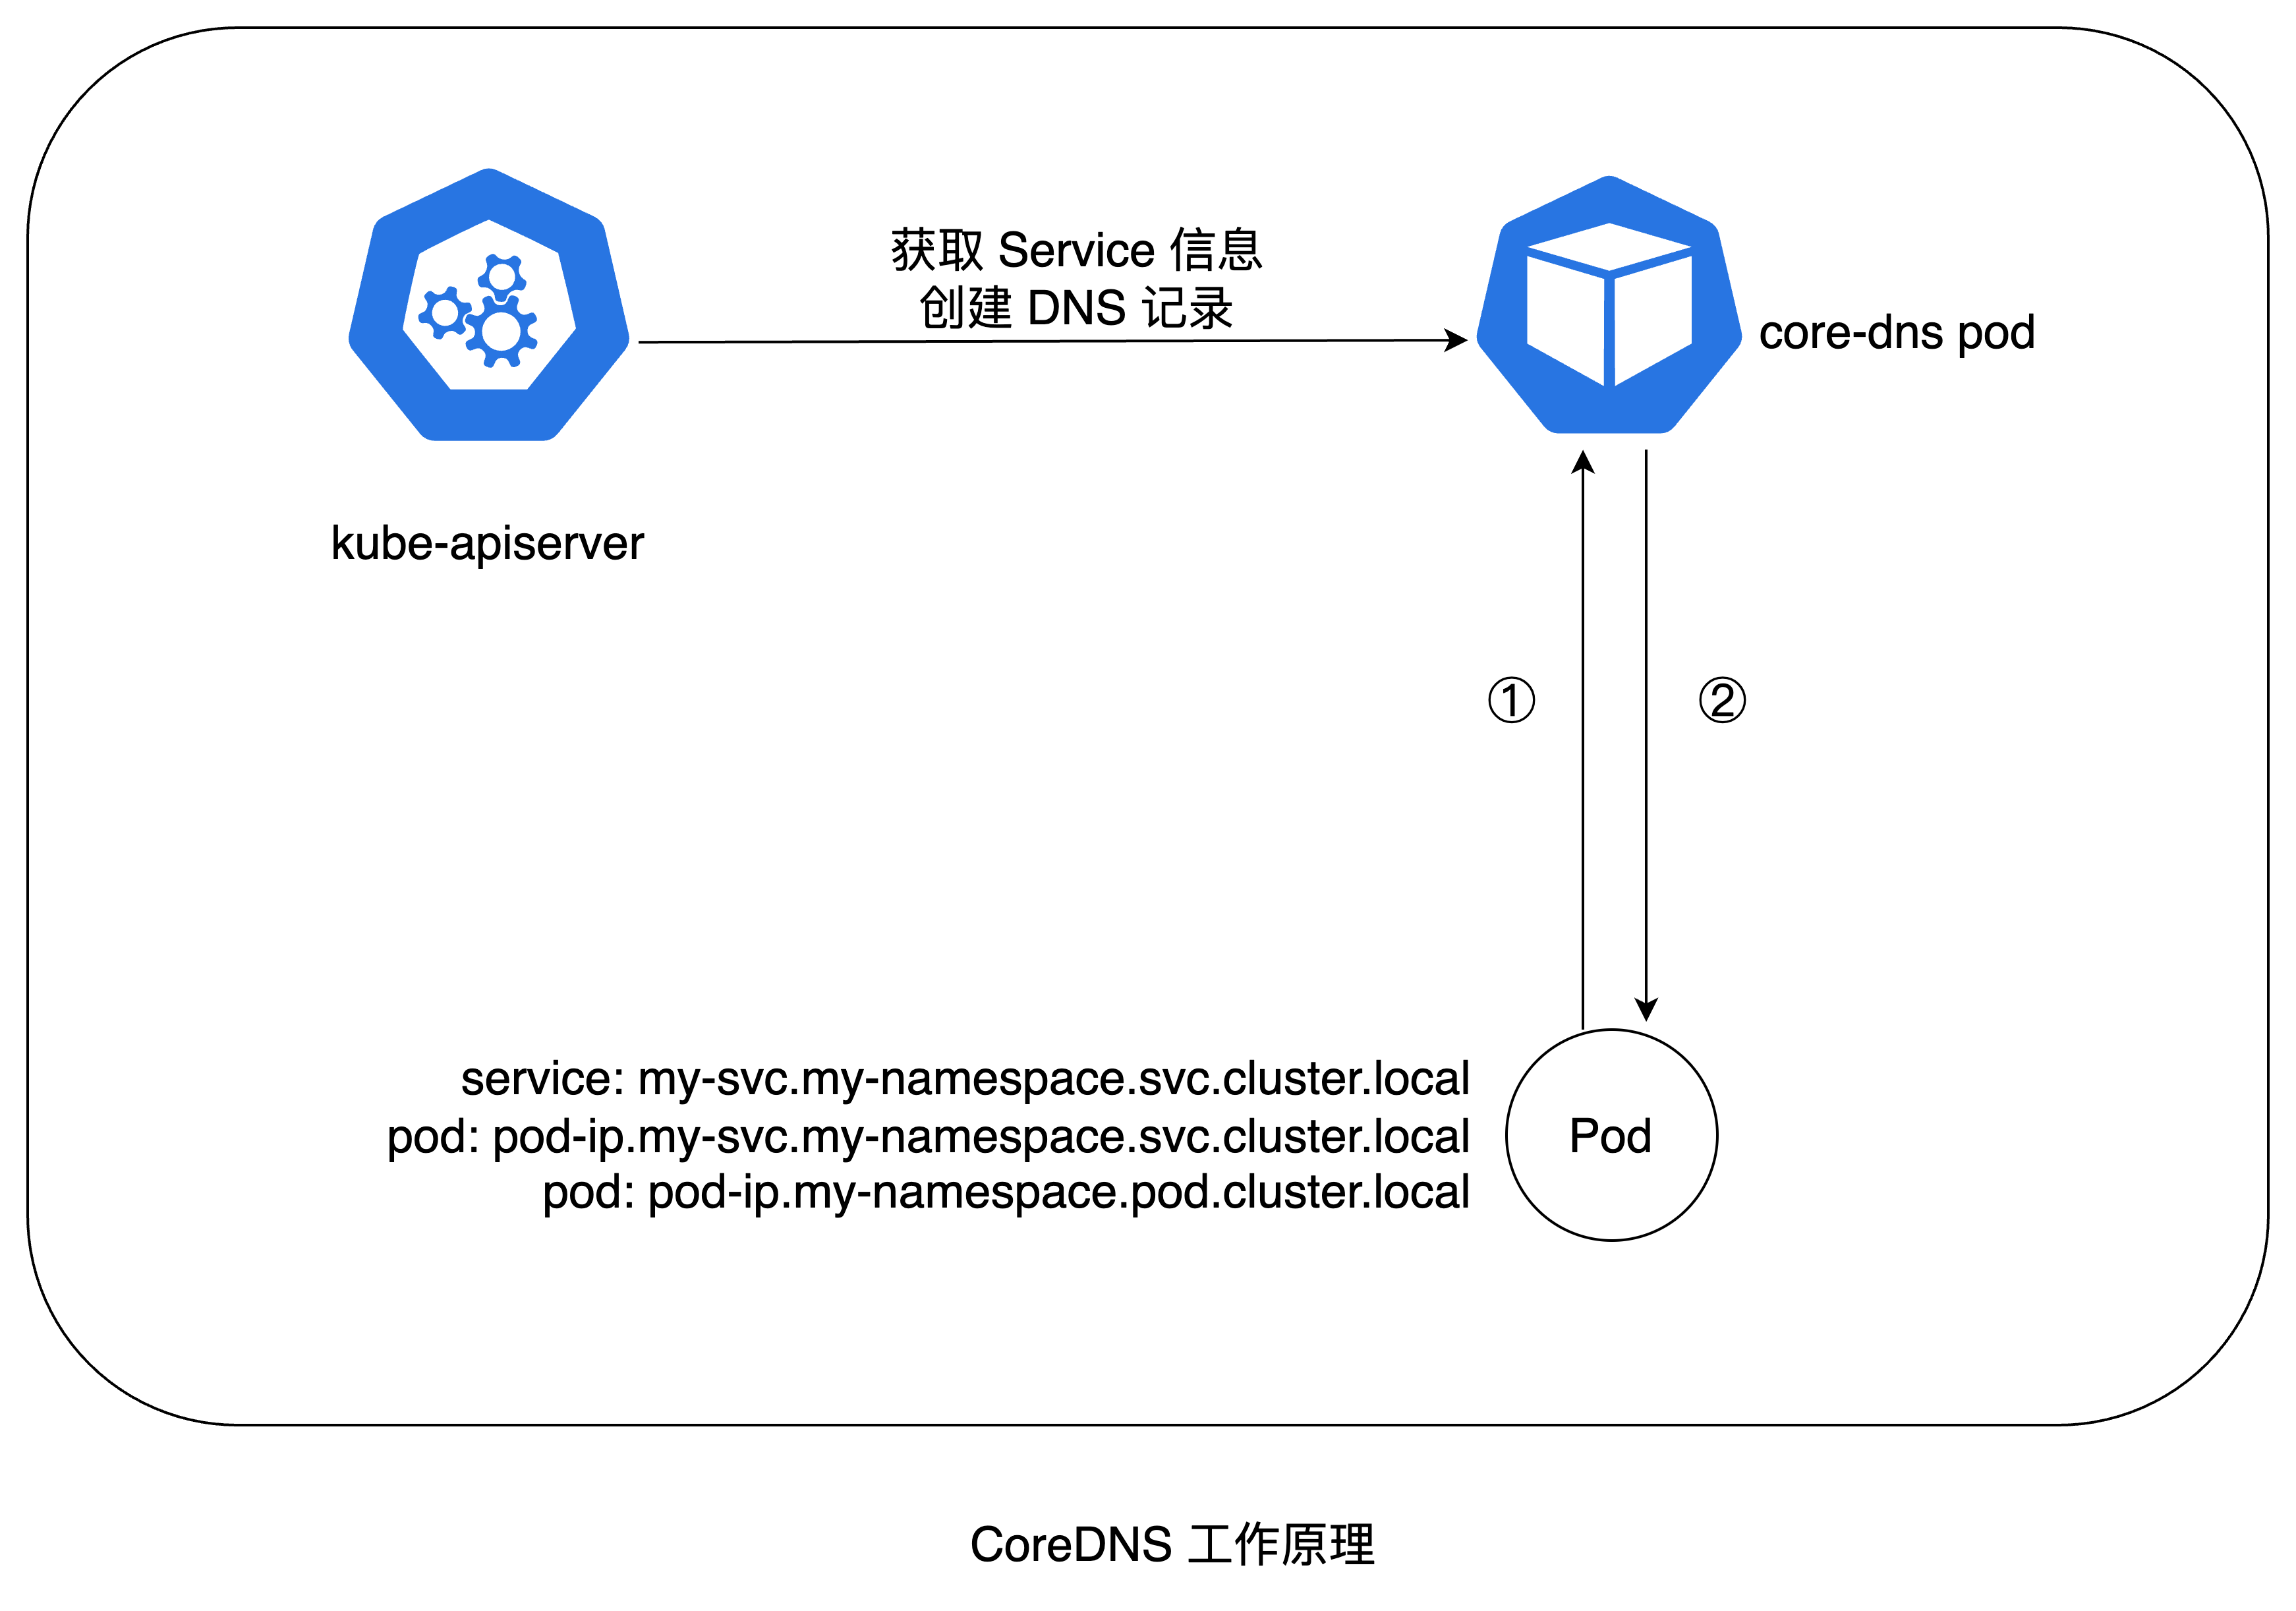 获取 Service 信息
创建 DNS 记录
core-dns pod
kube-apiserver
①
②
service: my-svc.my-namespace.svc.cluster.local
pod: pod-ip.my-svc.my-namespace.svc.cluster.local
pod: pod-ip.my-namespace.pod.cluster.local
Pod
CoreDNS 工作原理